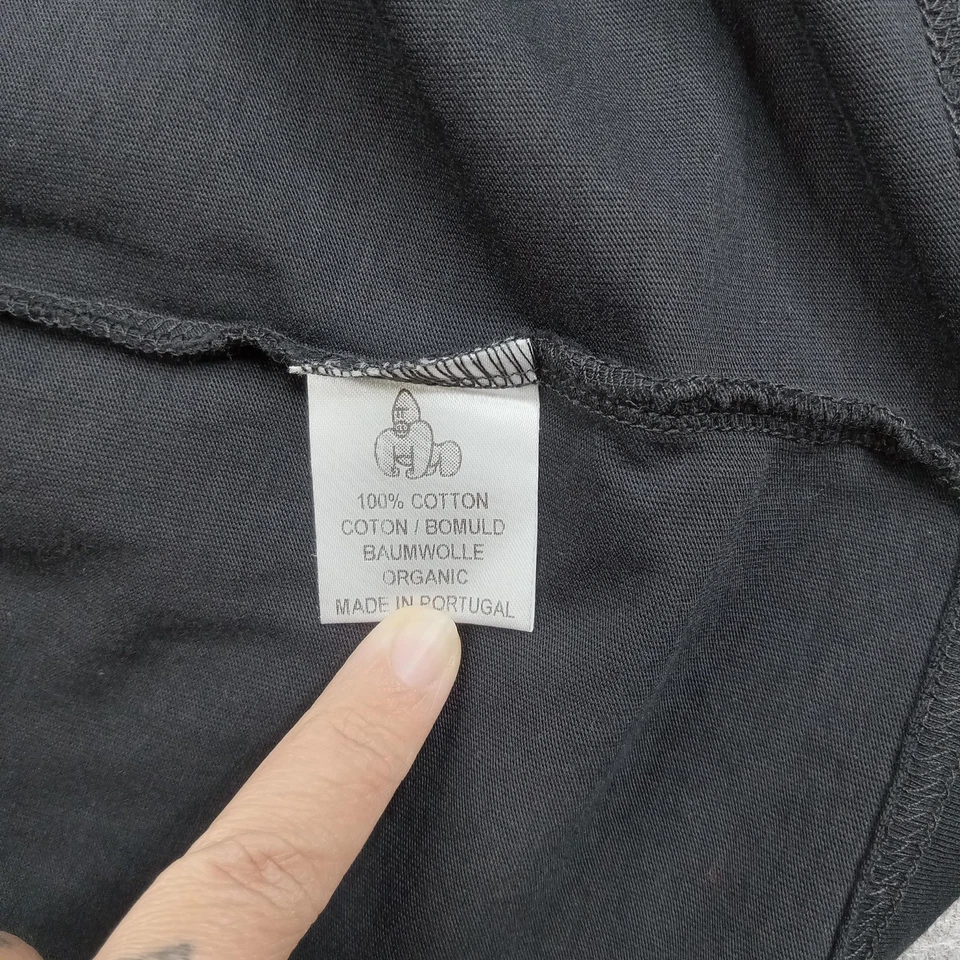 100% COTTON
COTON / BOMULD
BAUMWOLLE
ORGANIC
MADE IN PORTUGAL